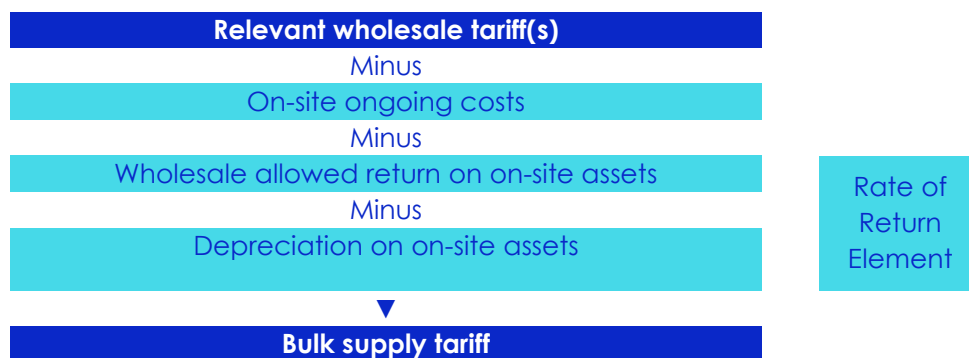 Relevant wholesale tariff(s)
Minus
On-site ongoing costs
Minus
Wholesale allowed return on on-site assets
Minus
Depreciation on on-site assets
▼
Bulk supply tariff
Rate of
Return
Element